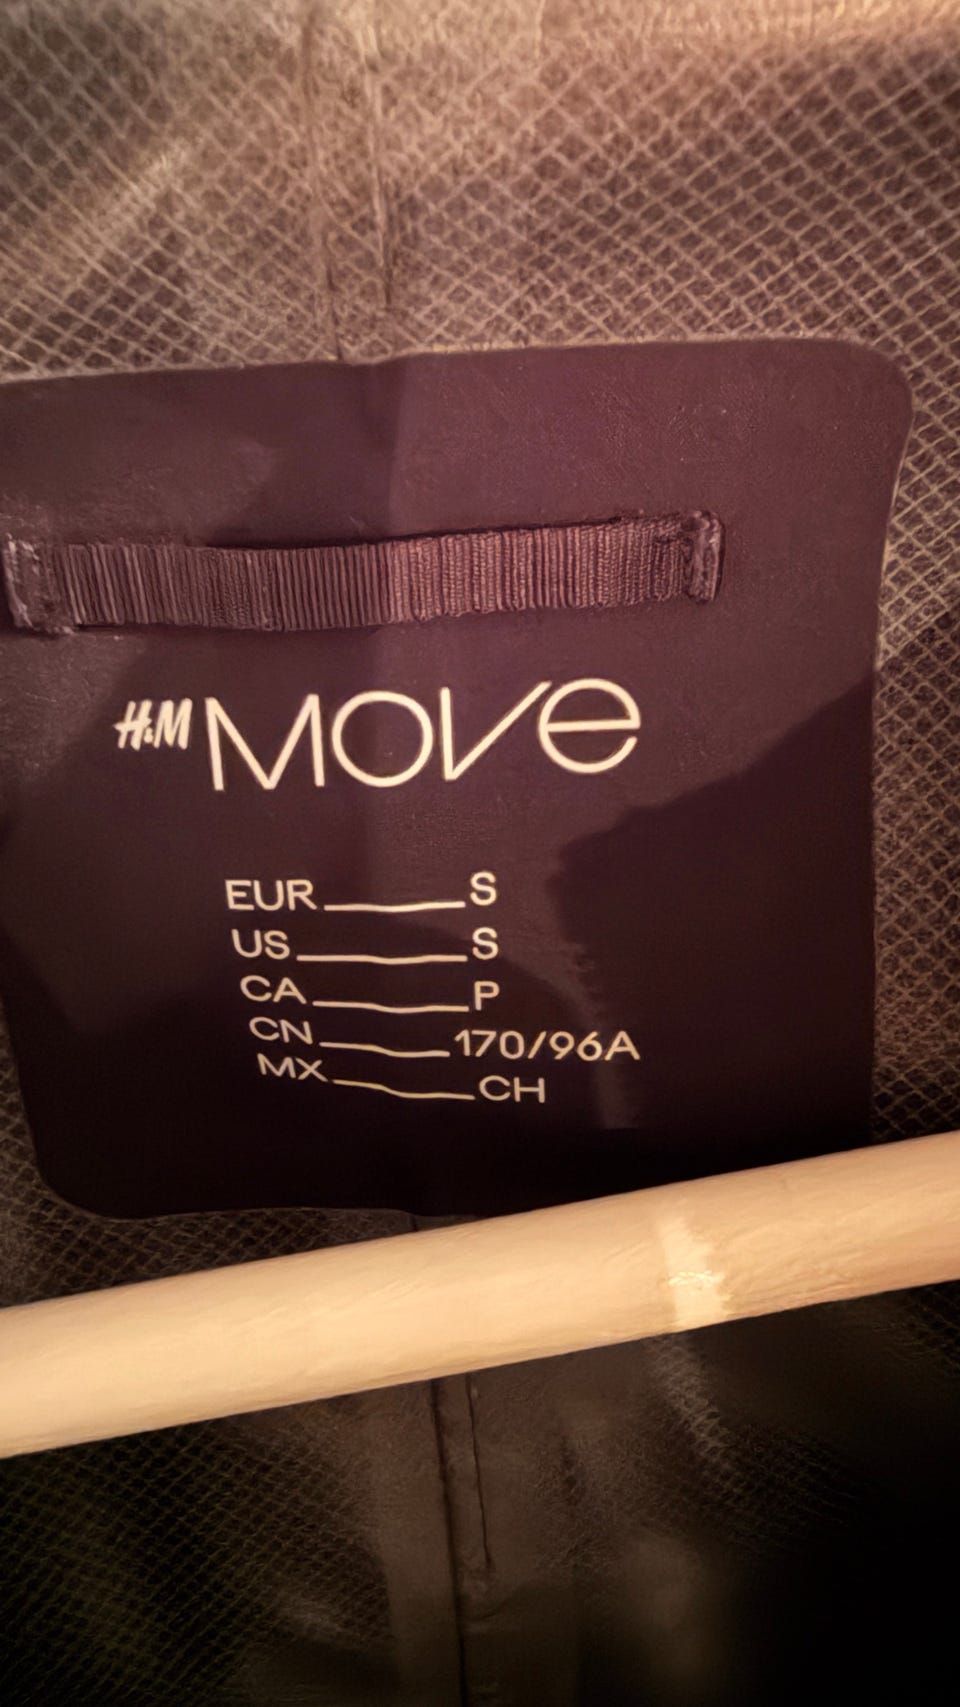 H&M MOVE
EUR S
US S
CA P
CN 170/96A
MX CH